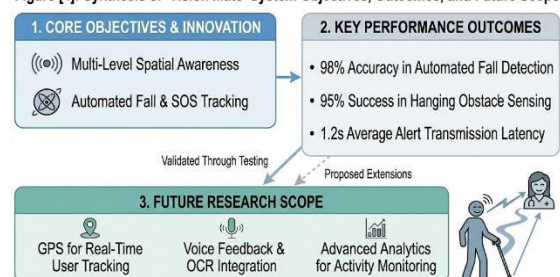 1. CORE OBJECTIVES & INNOVATION
Multi-Level Spatial Awareness
Automated Fall & SOS Tracking
2. KEY PERFORMANCE OUTCOMES
• 98% Accuracy in Automated Fall Detection
• 95% Success in Hanging Obstacle Sensing
• 1.2s Average Alert Transmission Latency
Validated Through Testing
Proposed Extensions
3. FUTURE RESEARCH SCOPE
GPS for Real-Time
User Tracking
Voice Feedback &
OCR Integration
Advanced Analytics
for Activity Monitoring